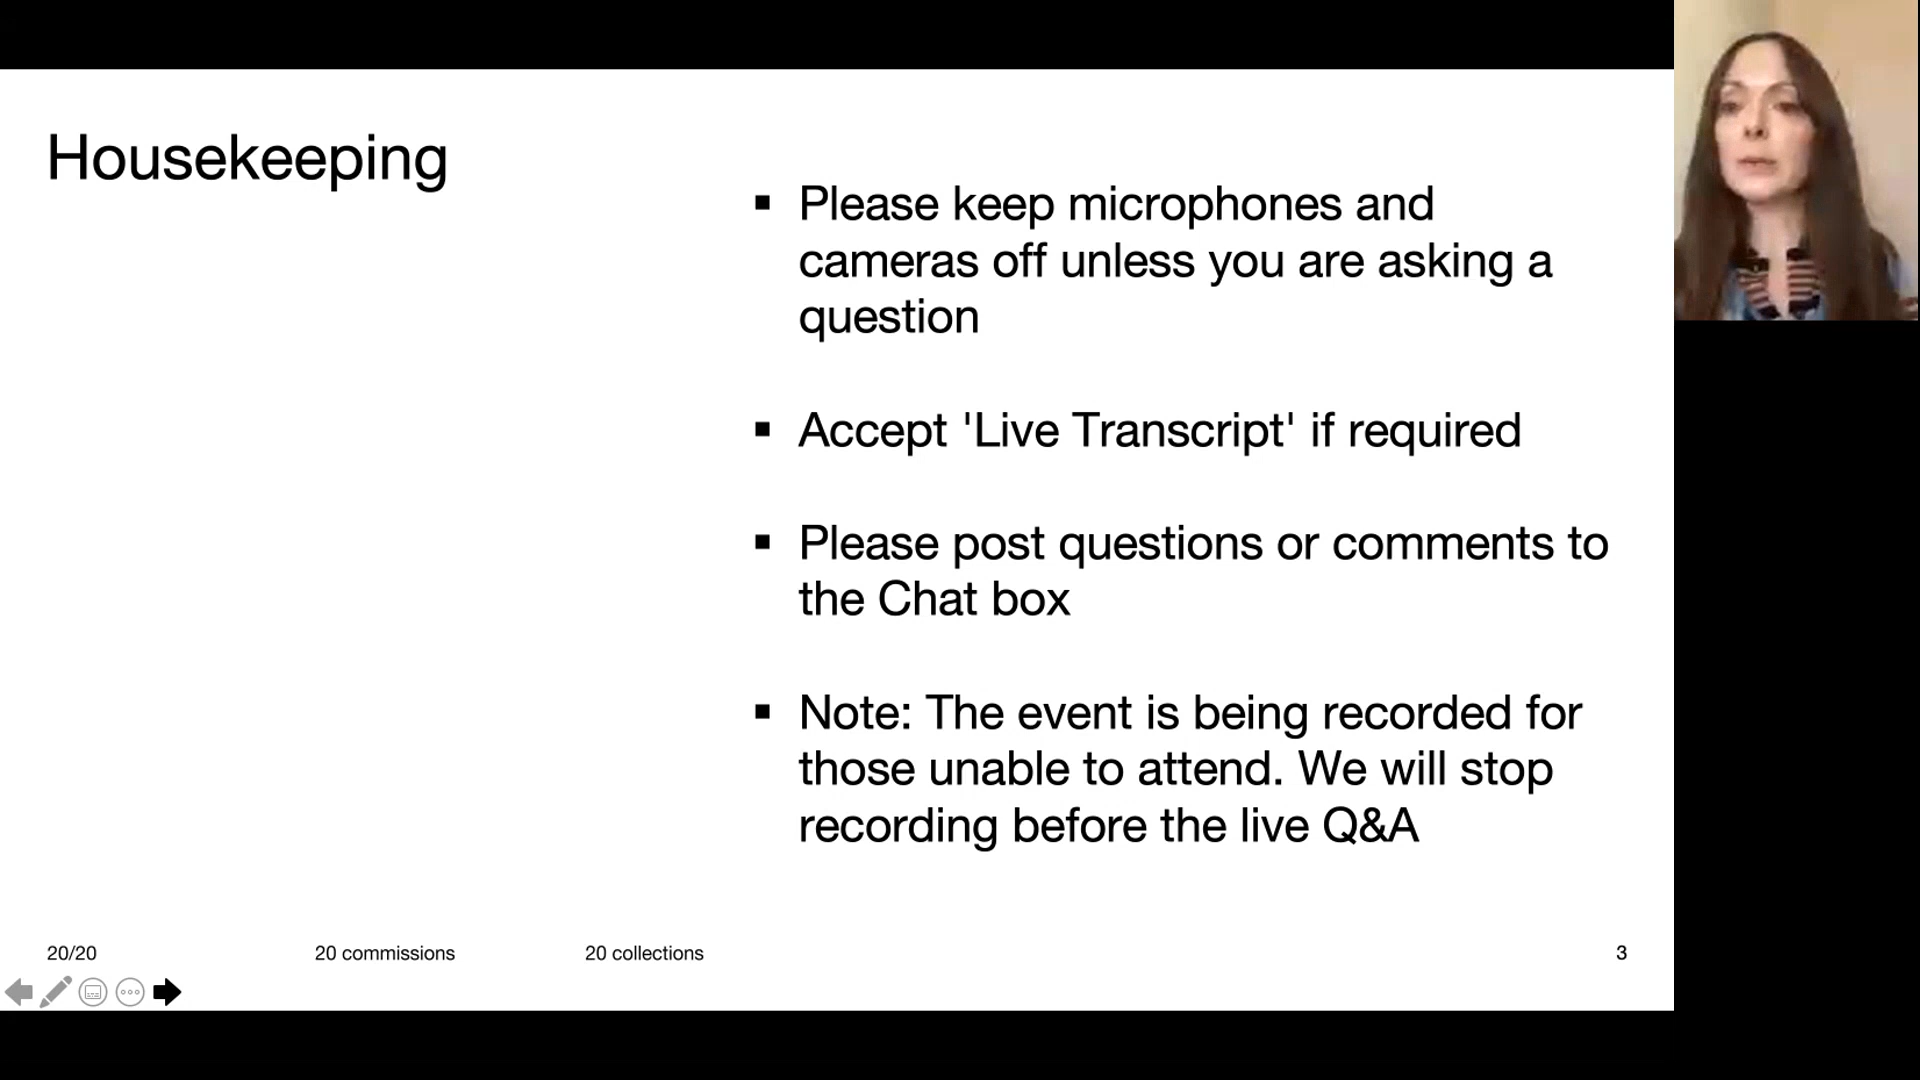 Housekeeping
▪ Please keep microphones and
cameras off unless you are asking a
question
▪ Accept 'Live Transcript' if required
▪ Please post questions or comments to
the Chat box
▪ Note: The event is being recorded for
those unable to attend. We will stop
recording before the live Q&A
20/20
20 commissions
20 collections
3